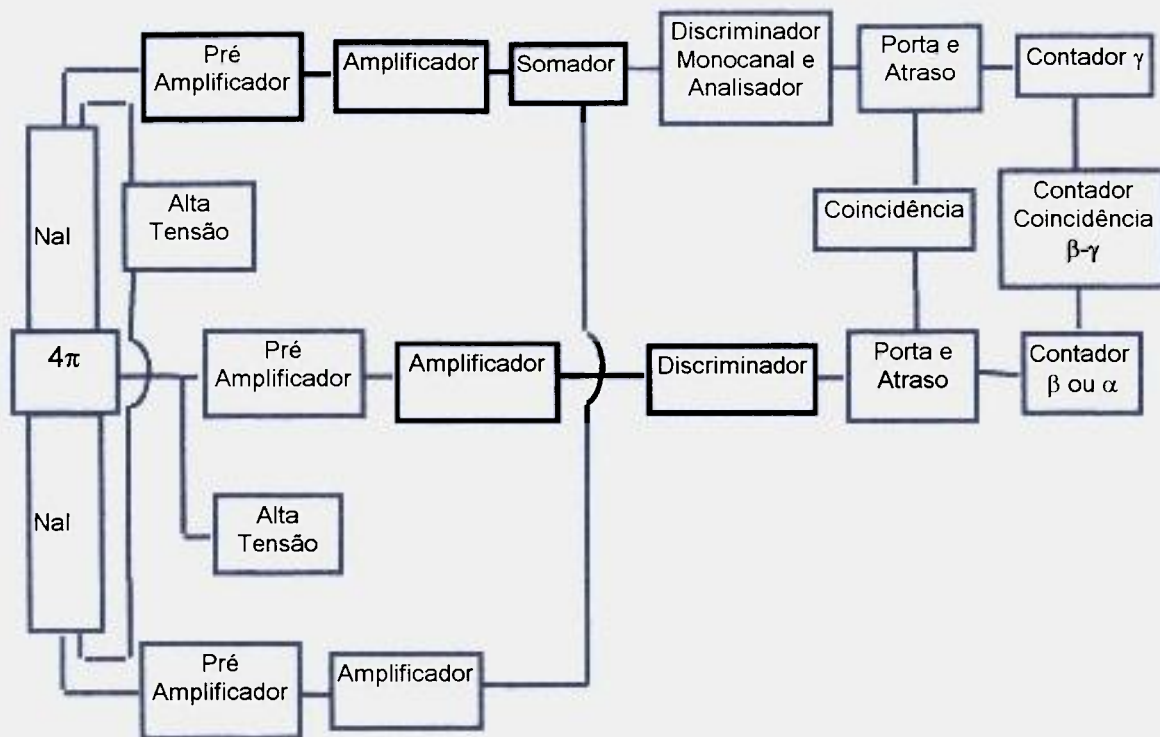 Pré
Amplificador
Amplificador
Somador
Discriminador
Monocanal e
Analisador
Porta e
Atraso
Contador γ
NaI
Alta
Tensão
Coincidência
Contador
Coincidência
β-γ
4π
Pré
Amplificador
Amplificador
Discriminador
Porta e
Atraso
Contador
β ou α
NaI
Alta
Tensão
Pré
Amplificador
Amplificador